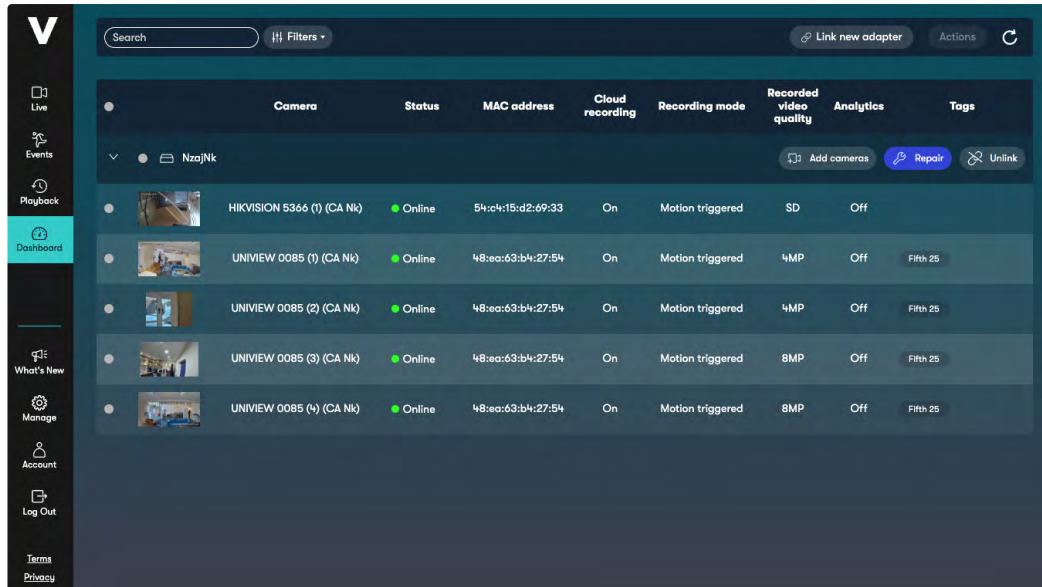 V
Search
Filters
Link new adapter
Actions
Live
Events
Playback
Dashboard
What's New
Manage
Account
Log Out
Terms
Privacy
Camera Status MAC address Cloud recording Recording mode Recorded video quality Analytics Tags
NzajNk Add cameras Repair Unlink
HIKVISION 5366 (1) (CA Nk) Online 54:c4:15:d2:69:33 On Motion triggered SD Off
UNIVIEW 0085 (1) (CA Nk) Online 48:ea:63:b4:27:54 On Motion triggered 4MP Off Fifth 25
UNIVIEW 0085 (2) (CA Nk) Online 48:ea:63:b4:27:54 On Motion triggered 4MP Off Fifth 25
UNIVIEW 0085 (3) (CA Nk) Online 48:ea:63:b4:27:54 On Motion triggered 8MP Off Fifth 25
UNIVIEW 0085 (4) (CA Nk) Online 48:ea:63:b4:27:54 On Motion triggered 8MP Off Fifth 25